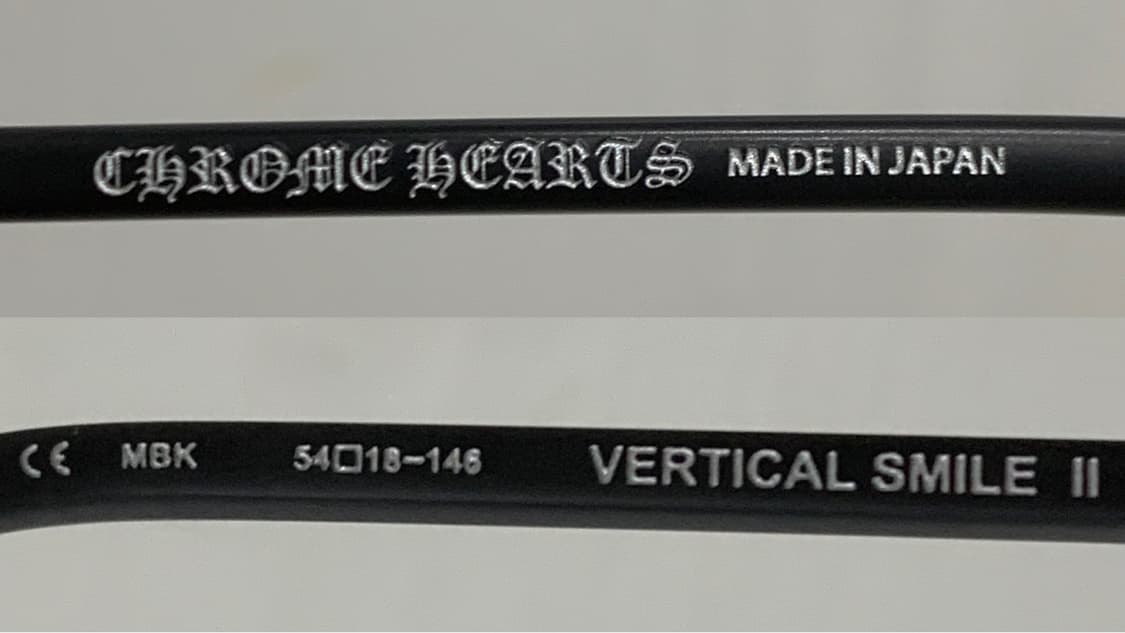 CHROME HEARTS MADE IN JAPAN
CE MBK 54□18-146 VERTICAL SMILE II